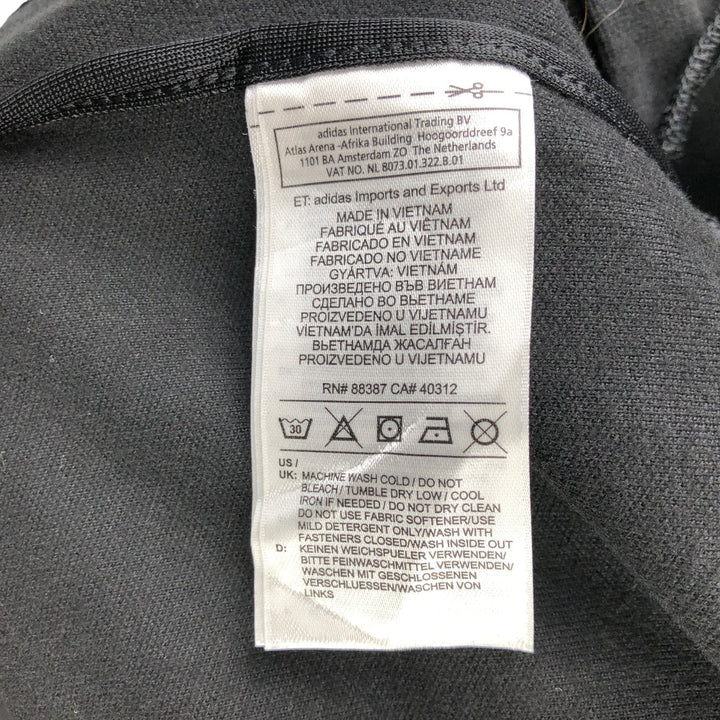 adidas International Trading BV
Atlas Arena -Afrika Building Hoogoorddreef 9a
1101 BA Amsterdam ZO The Netherlands
VAT NO. NL 8073.01.322.B.01
ET: adidas Imports and Exports Ltd
MADE IN VIETNAM
FABRIQUÉ AU VIÊTNAM
FABRICADO EN VIETNAM
FABRICADO NO VIETNAME
GYÁRTVA: VIETNÁM
ПРОИЗВЕДЕНО ВЪВ ВИЕТНАМ
СДЕЛАНО ВО ВЬЕТНАМЕ
PROIZVEDENO U VIJETNAMU
VIETNAM'DA İMAL EDİLMİŞTİR.
ВЬЕТНАМДА ЖАСАЛҒАН
PROIZVEDENO U VIJETNAMU
RN# 88387 CA# 40312
30
US /
UK: MACHINE WASH COLD / DO NOT
BLEACH / TUMBLE DRY LOW / COOL
IRON IF NEEDED / DO NOT DRY CLEAN
DO NOT USE FABRIC SOFTENER/USE
MILD DETERGENT ONLY/WASH WITH
FASTENERS CLOSED/WASH INSIDE OUT
D: KEINEN WEICHSPUELER VERWENDEN/
BITTE FEINWASCHMITTEL VERWENDEN/
WASCHEN MIT GESCHLOSSENEN
VERSCHLUESSEN/WASCHEN VON
LINKS